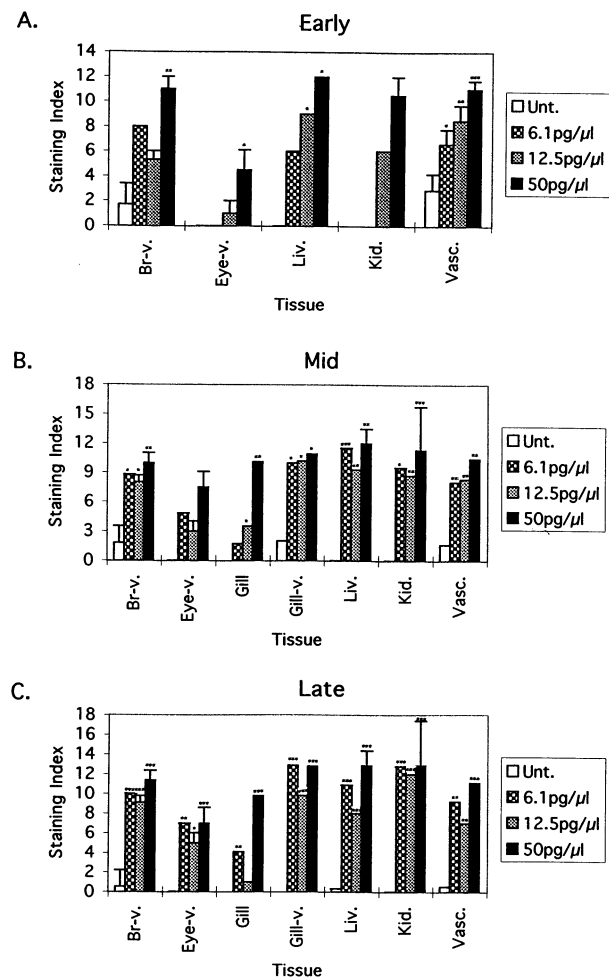 A.
Early
14
12
10
8
6
4
2
0
Staining Index
Br-v.
Eye-v.
Liv.
Kid.
Vasc.
Tissue
Unt.
6.1pg/µl
12.5pg/µl
50pg/µl
B.
Mid
18
15
12
9
6
3
0
Staining Index
Br-v.
Eye-v.
Gill
Gill-v.
Liv.
Kid.
Vasc.
Tissue
Unt.
6.1pg/µl
12.5pg/µl
50pg/µl
C.
Late
18
16
14
12
10
8
6
4
2
0
Staining Index
Br-v.
Eye-v.
Gill
Gill-v.
Liv.
Kid.
Vasc.
Tissue
Unt.
6.1pg/µl
12.5pg/µl
50pg/µl